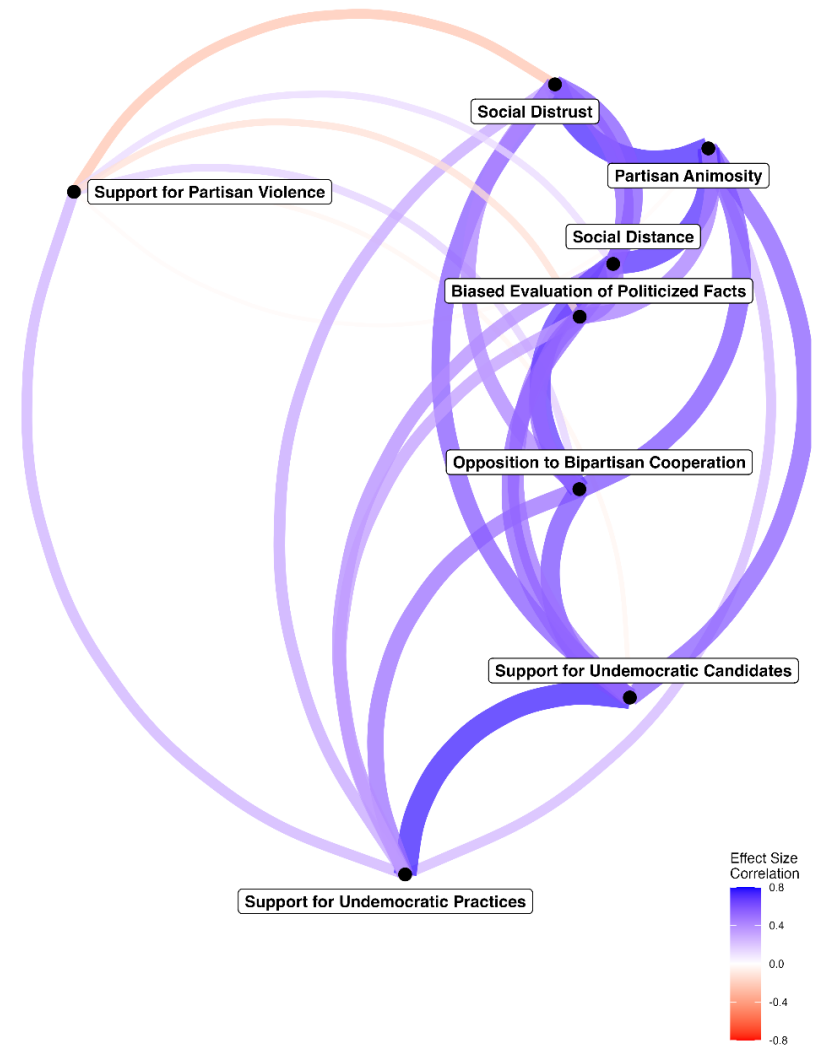 Social Distrust
Partisan Animosity
Support for Partisan Violence
Social Distance
Biased Evaluation of Politicized Facts
Opposition to Bipartisan Cooperation
Support for Undemocratic Candidates
Support for Undemocratic Practices
Effect Size
Correlation
0.8
0.4
0.0
-0.4
-0.8